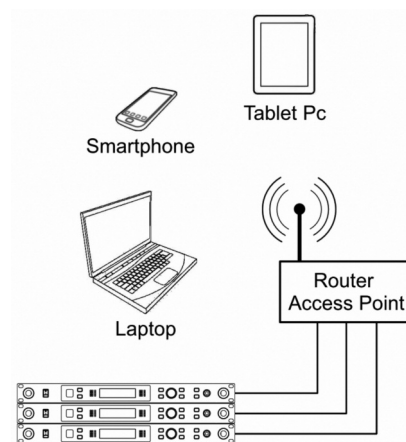 Tablet Pc
Smartphone
Laptop
Router
Access Point